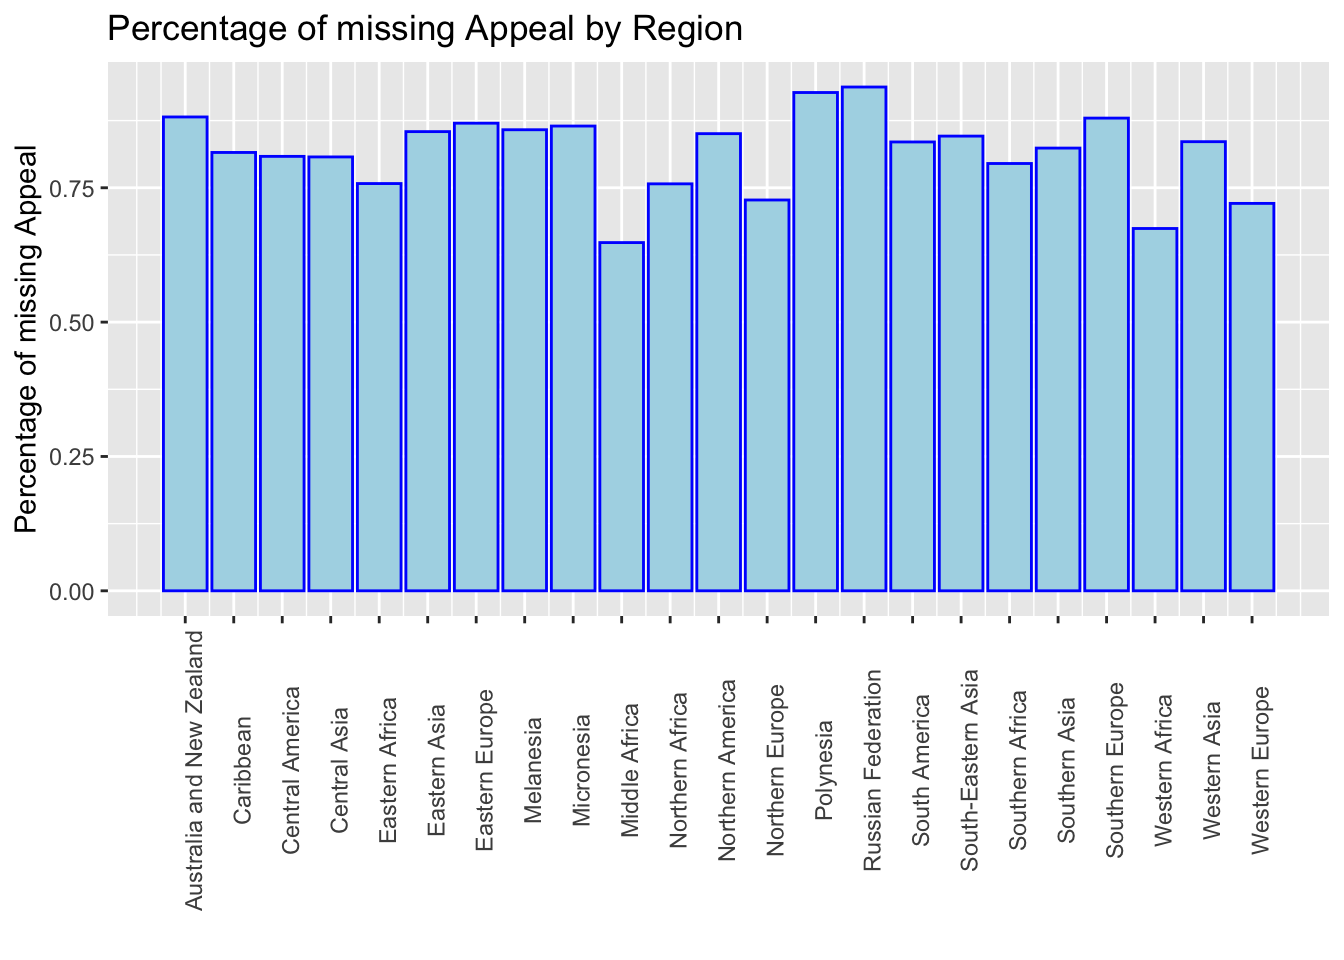 Percentage of missing Appeal by Region
Percentage of missing Appeal
0.75
0.50
0.25
0.00
Australia and New Zealand
Caribbean
Central America
Central Asia
Eastern Africa
Eastern Asia
Eastern Europe
Melanesia
Micronesia
Middle Africa
Northern Africa
Northern America
Northern Europe
Polynesia
Russian Federation
South America
South-Eastern Asia
Southern Africa
Southern Asia
Southern Europe
Western Africa
Western Asia
Western Europe